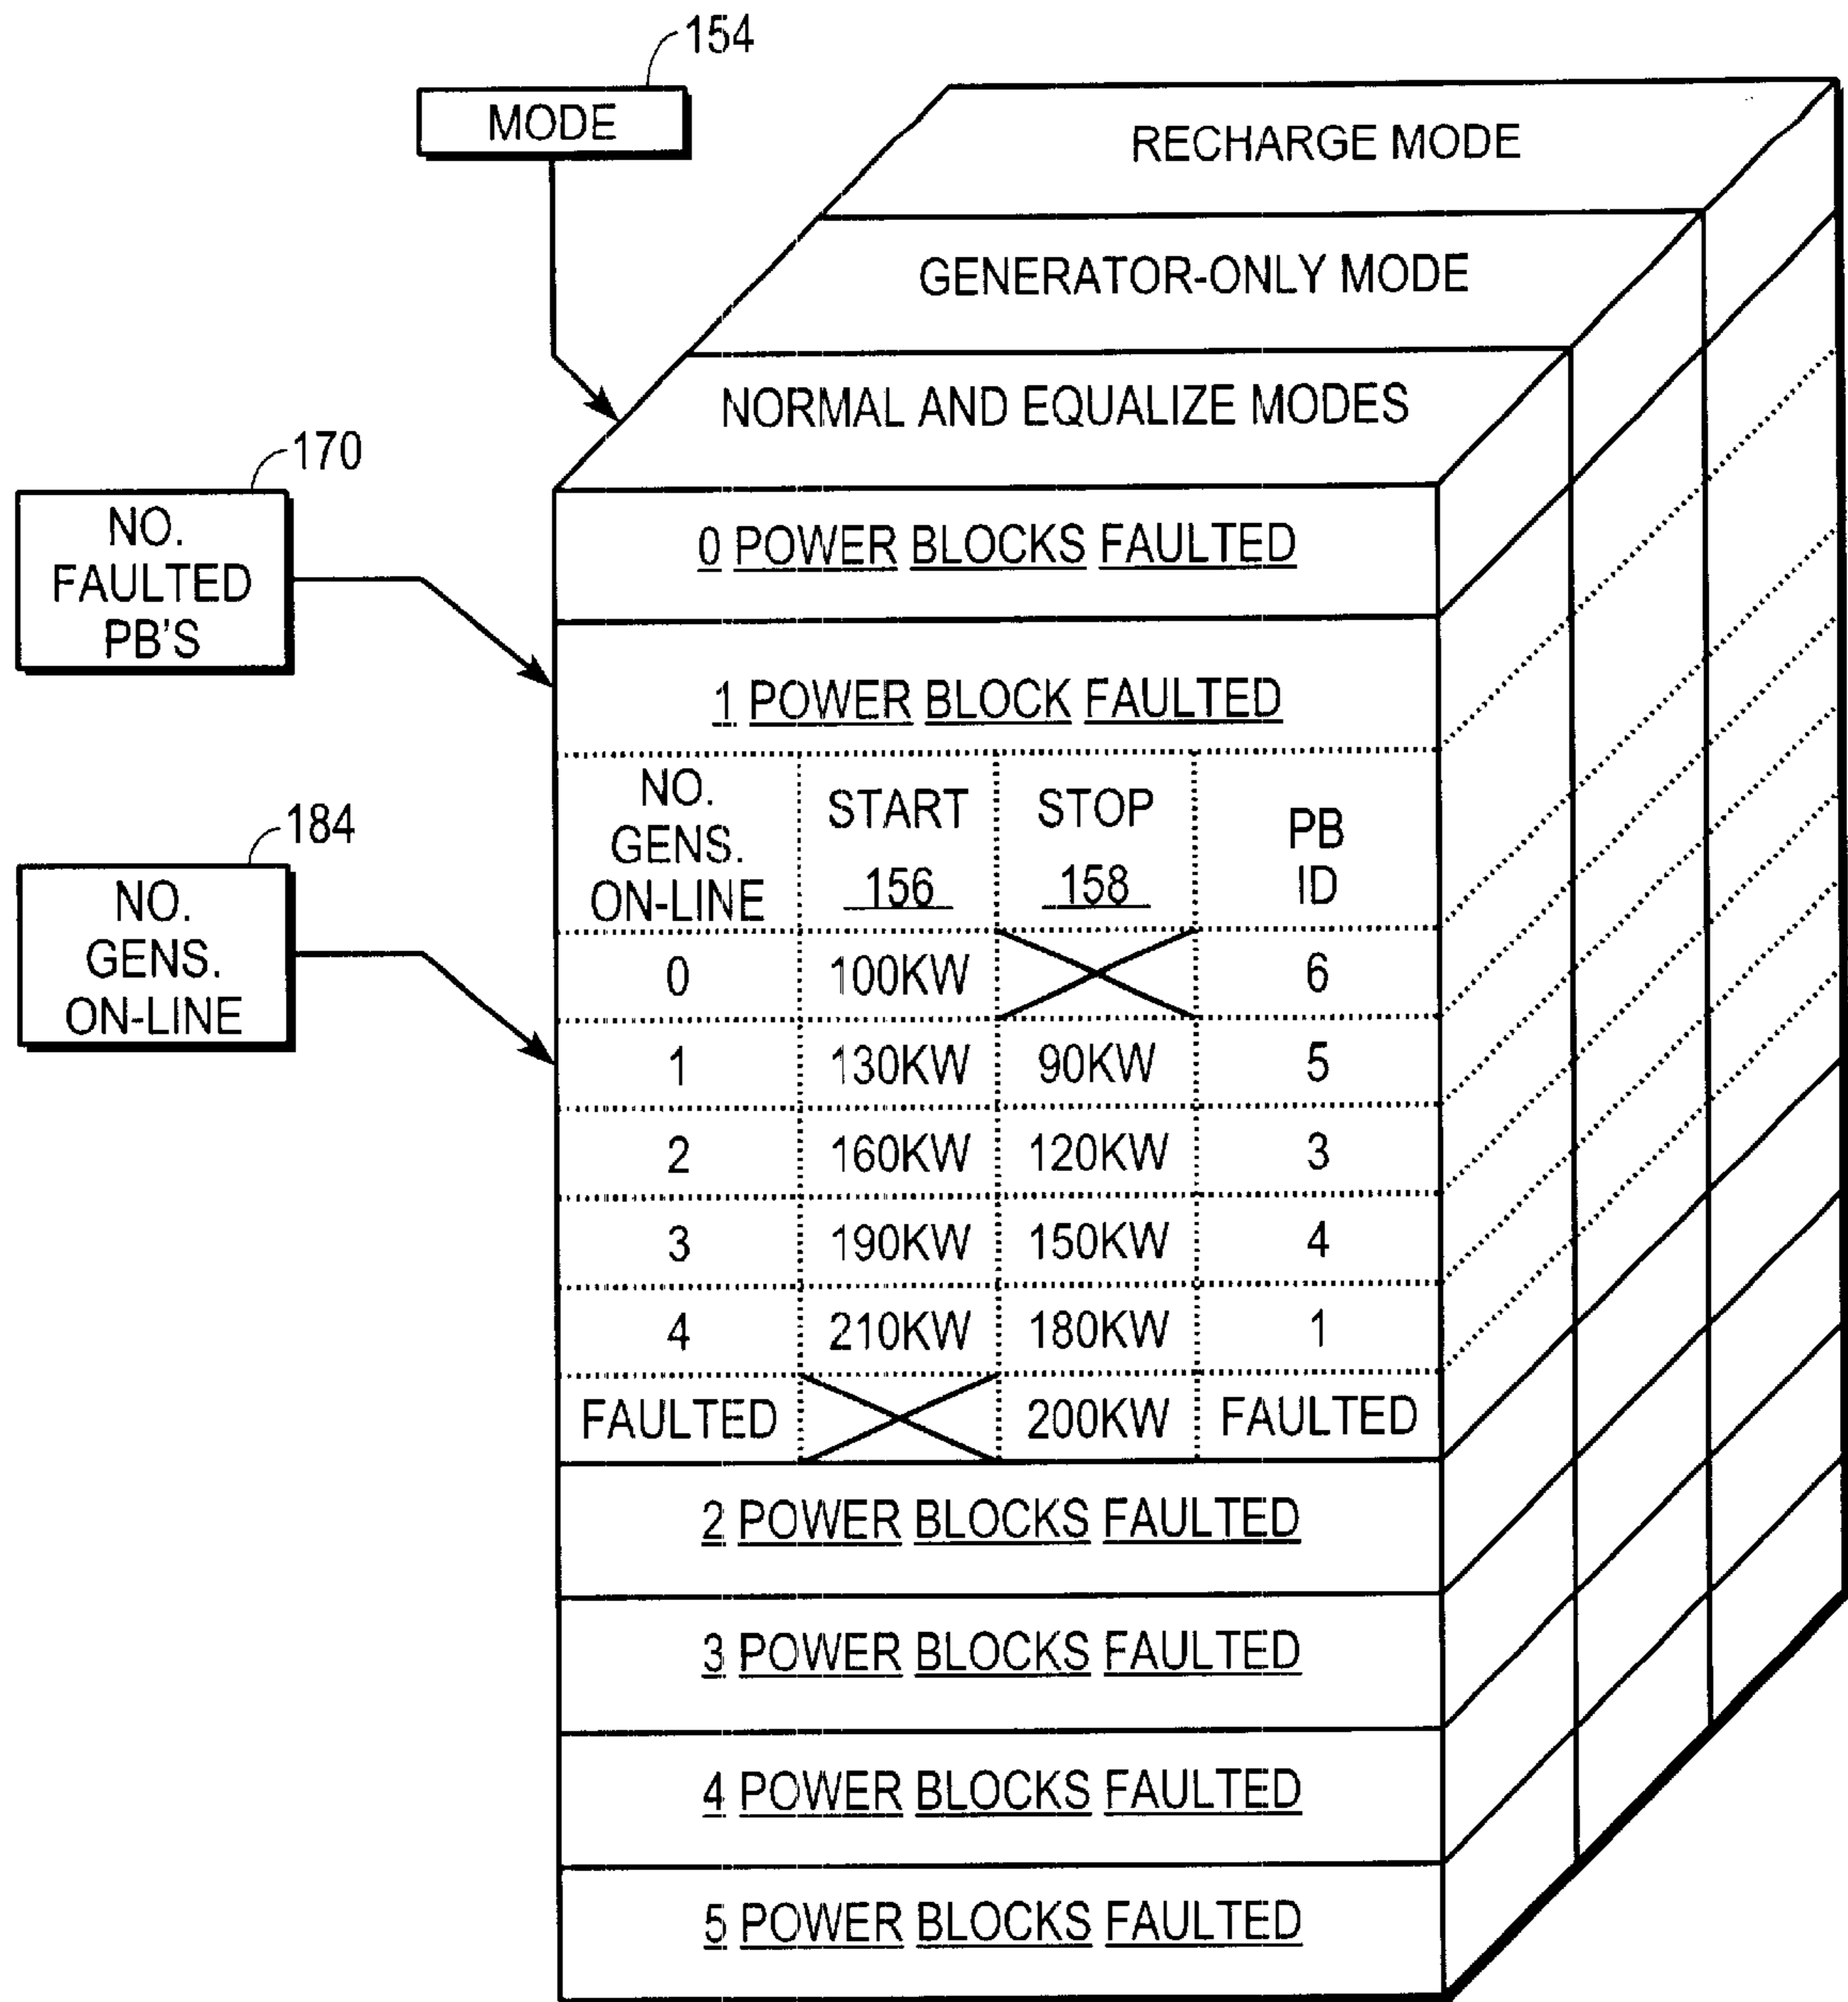 154
MODE
RECHARGE MODE
GENERATOR-ONLY MODE
NORMAL AND EQUALIZE MODES
170
NO.
FAULTED
PB'S
0 POWER BLOCKS FAULTED
1 POWER BLOCK FAULTED
184
NO.
GENS.
ON-LINE
NO.
GENS.
ON-LINE
START
156
STOP
158
PB
ID
0 100KW 6
1 130KW 90KW 5
2 160KW 120KW 3
3 190KW 150KW 4
4 210KW 180KW 1
FAULTED 200KW FAULTED
2 POWER BLOCKS FAULTED
3 POWER BLOCKS FAULTED
4 POWER BLOCKS FAULTED
5 POWER BLOCKS FAULTED